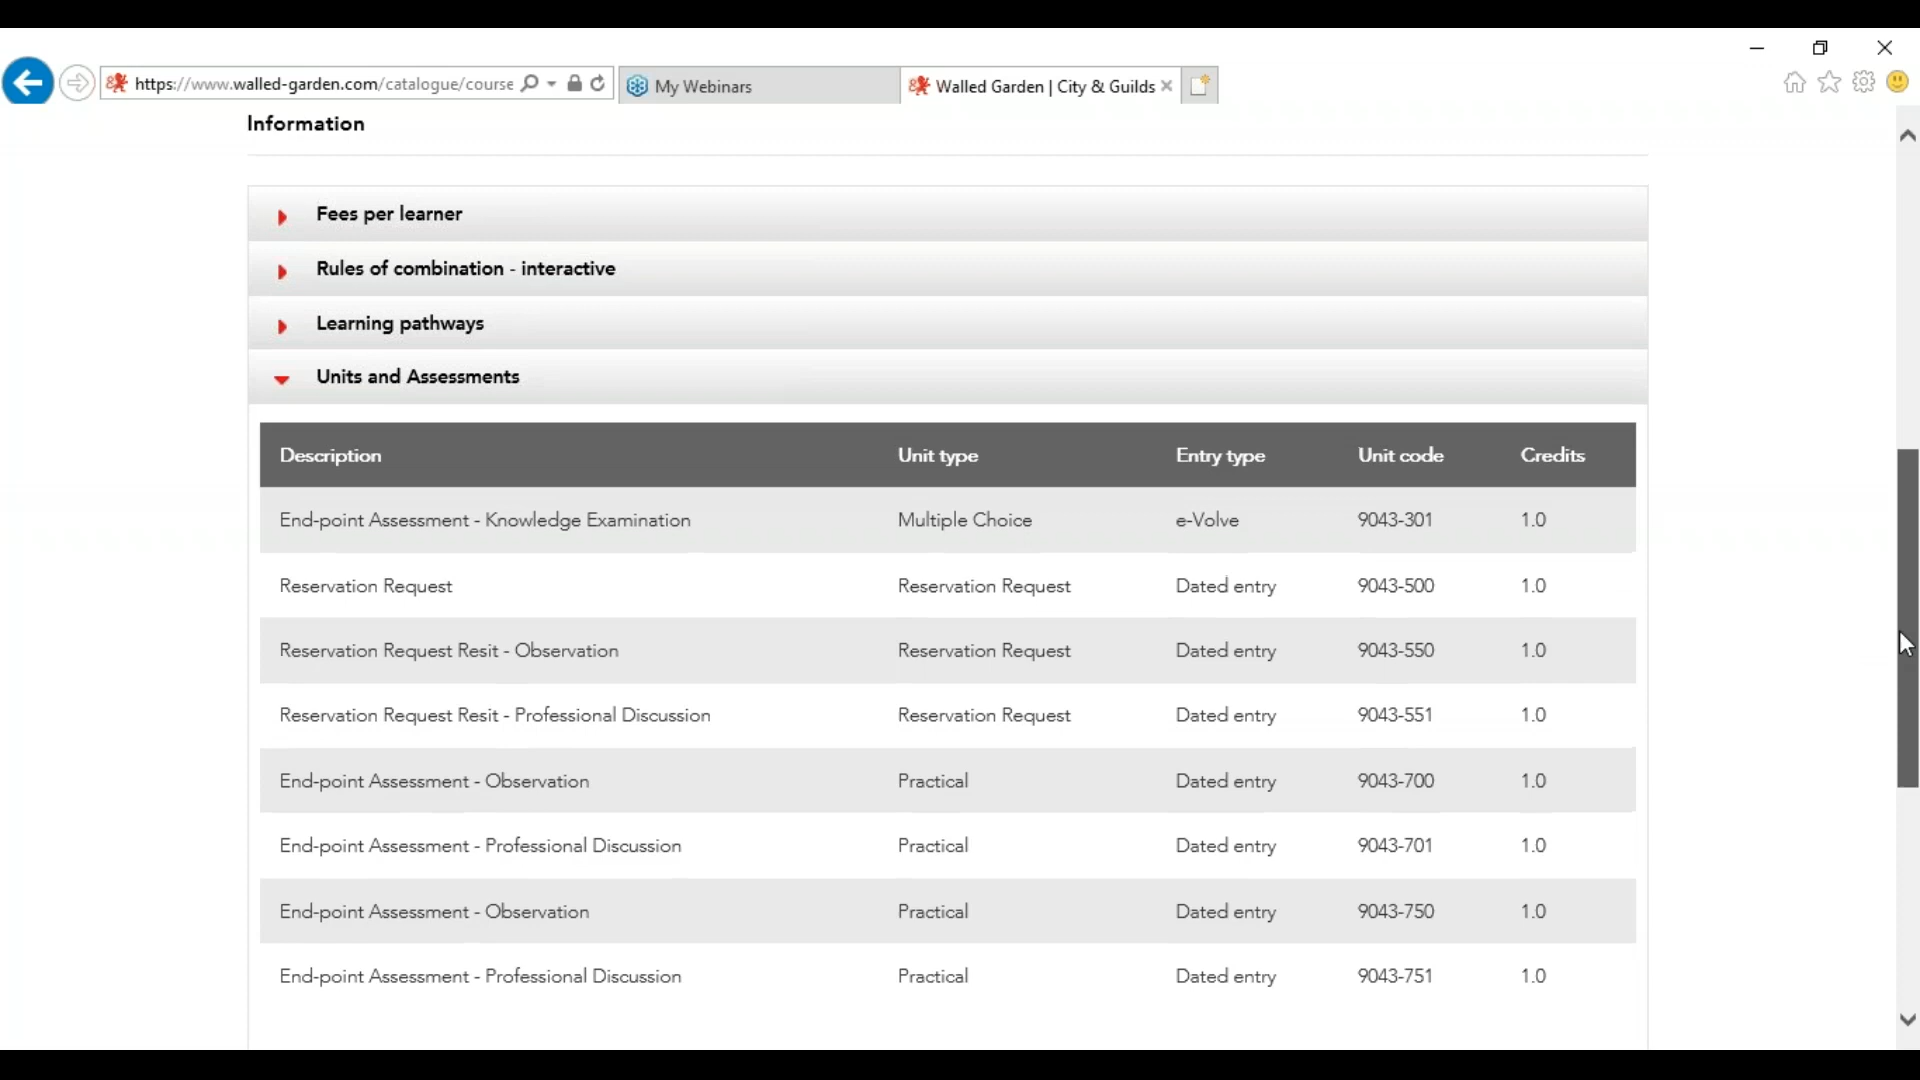 https://www.walled-garden.com/catalogue/course My Webinars Walled Garden | City & Guilds
Information
Fees per learner
Rules of combination - interactive
Learning pathways
Units and Assessments
Description Unit type Entry type Unit code Credits
End-point Assessment - Knowledge Examination Multiple Choice e-Volve 9043-301 1.0
Reservation Request Reservation Request Dated entry 9043-500 1.0
Reservation Request Resit - Observation Reservation Request Dated entry 9043-550 1.0
Reservation Request Resit - Professional Discussion Reservation Request Dated entry 9043-551 1.0
End-point Assessment - Observation Practical Dated entry 9043-700 1.0
End-point Assessment - Professional Discussion Practical Dated entry 9043-701 1.0
End-point Assessment - Observation Practical Dated entry 9043-750 1.0
End-point Assessment - Professional Discussion Practical Dated entry 9043-751 1.0